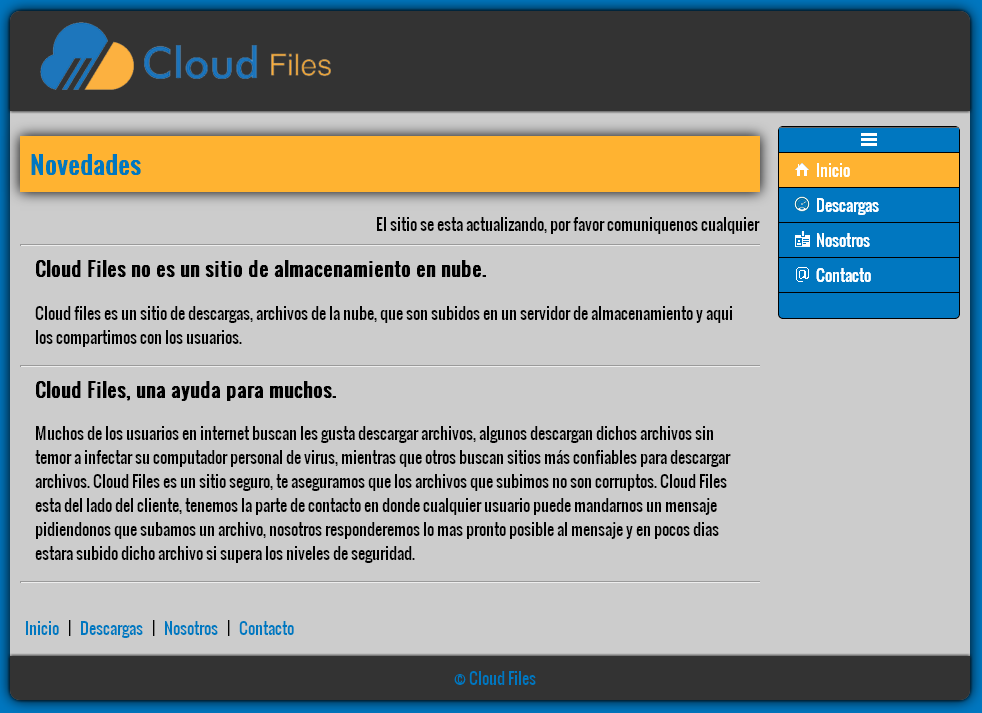 Cloud Files
Novedades
El sitio se esta actualizando, por favor comuniquenos cualquier
Cloud Files no es un sitio de almacenamiento en nube.
Cloud files es un sitio de descargas, archivos de la nube, que son subidos en un servidor de almacenamiento y aqui
los compartimos con los usuarios.
Cloud Files, una ayuda para muchos.
Muchos de los usuarios en internet buscan les gusta descargar archivos, algunos descargan dichos archivos sin
temor a infectar su computador personal de virus, mientras que otros buscan sitios más confiables para descargar
archivos. Cloud Files es un sitio seguro, te aseguramos que los archivos que subimos no son corruptos. Cloud Files
esta del lado del cliente, tenemos la parte de contacto en donde cualquier usuario puede mandarnos un mensaje
pidiendonos que subamos un archivo, nosotros responderemos lo mas pronto posible al mensaje y en pocos dias
estara subido dicho archivo si supera los niveles de seguridad.
Inicio
Descargas
Nosotros
@ Contacto
Inicio | Descargas | Nosotros | Contacto
© Cloud Files